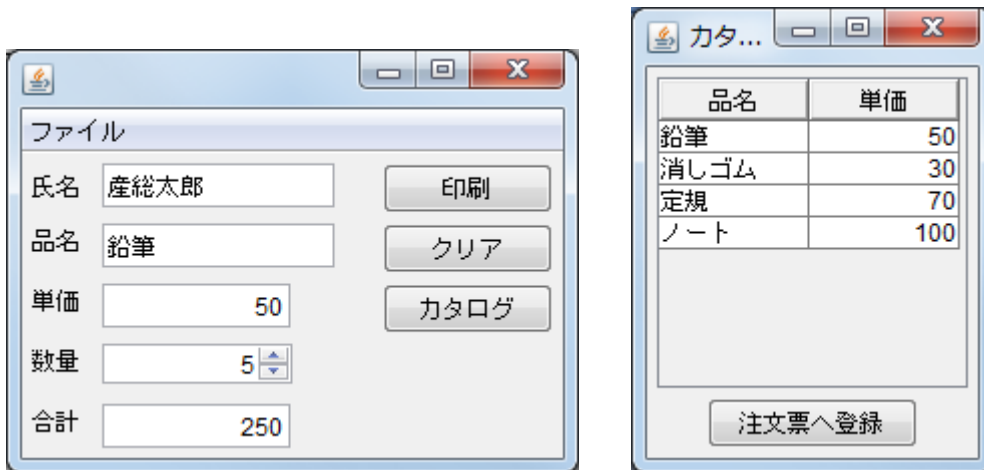 ファイル
氏名 産総太郎 印刷
品名 鉛筆 クリア
単価 50 カタログ
数量 5
合計 250
カタ...
品名 単価
鉛筆 50
消しゴム 30
定規 70
ノート 100
注文票へ登録